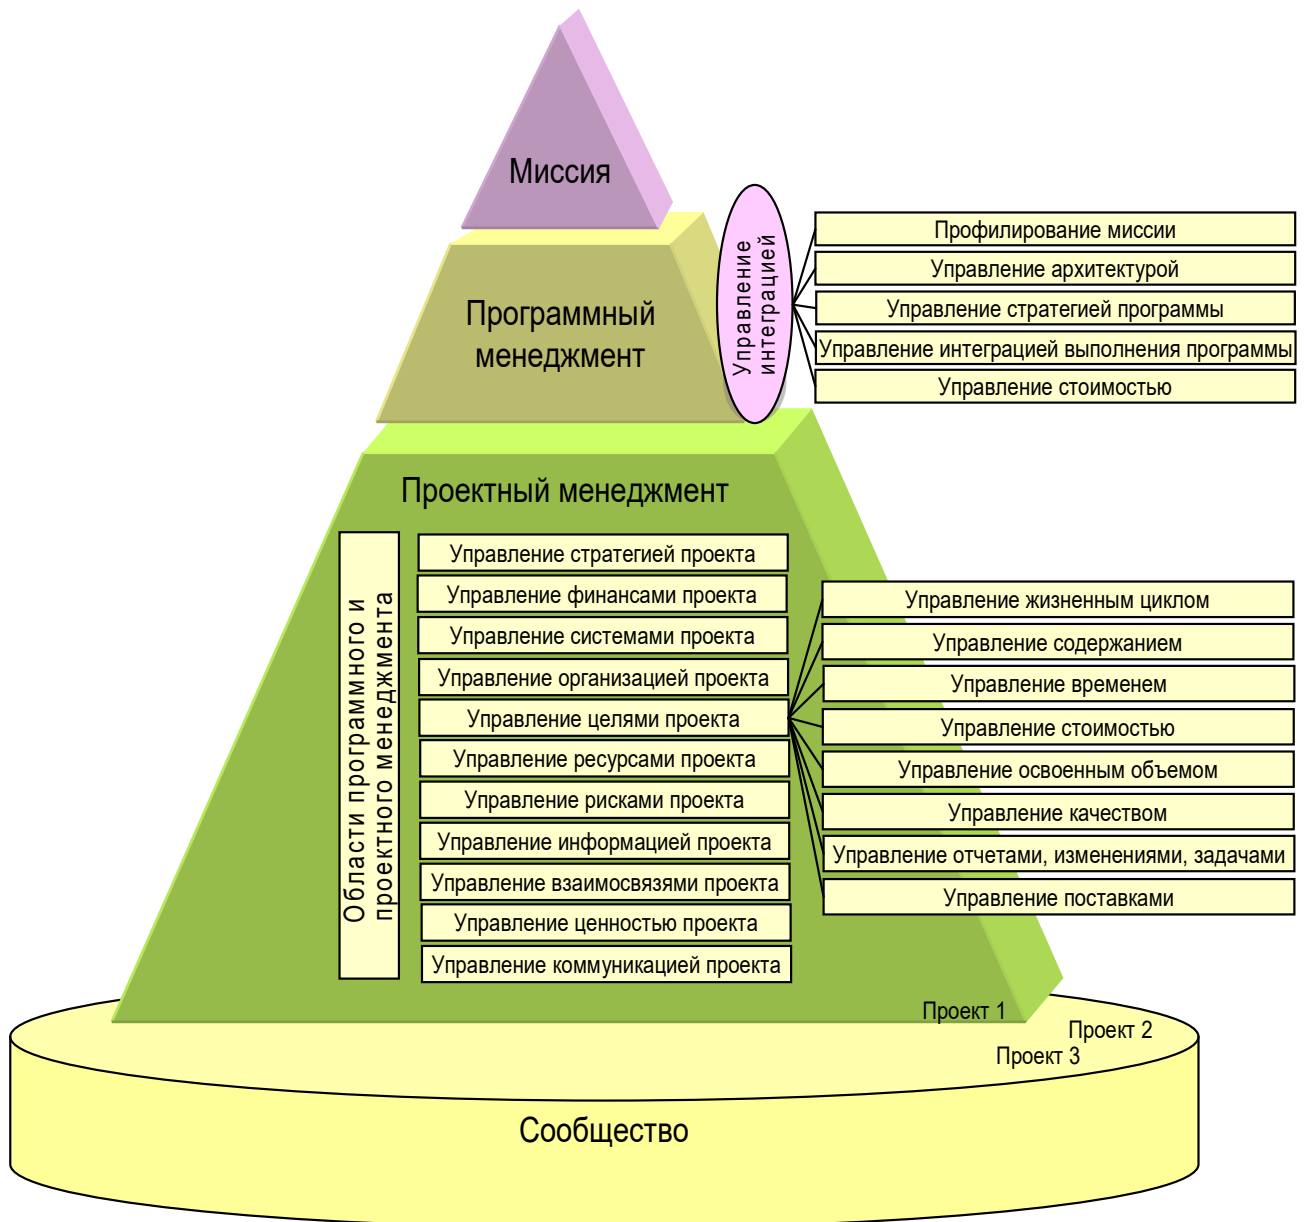 Миссия
Программный
менеджмент
Управление
интеграцией
Профилирование миссии
Управление архитектурой
Управление стратегией программы
Управление интеграцией выполнения программы
Управление стоимостью
Проектный менеджмент
Области программного и
проектного менеджмента
Управление стратегией проекта
Управление финансами проекта
Управление системами проекта
Управление организацией проекта
Управление целями проекта
Управление ресурсами проекта
Управление рисками проекта
Управление информацией проекта
Управление взаимосвязями проекта
Управление ценностью проекта
Управление коммуникацией проекта
Управление жизненным циклом
Управление содержанием
Управление временем
Управление стоимостью
Управление освоенным объемом
Управление качеством
Управление отчетами, изменениями, задачами
Управление поставками
Проект 1
Проект 2
Проект 3
Сообщество